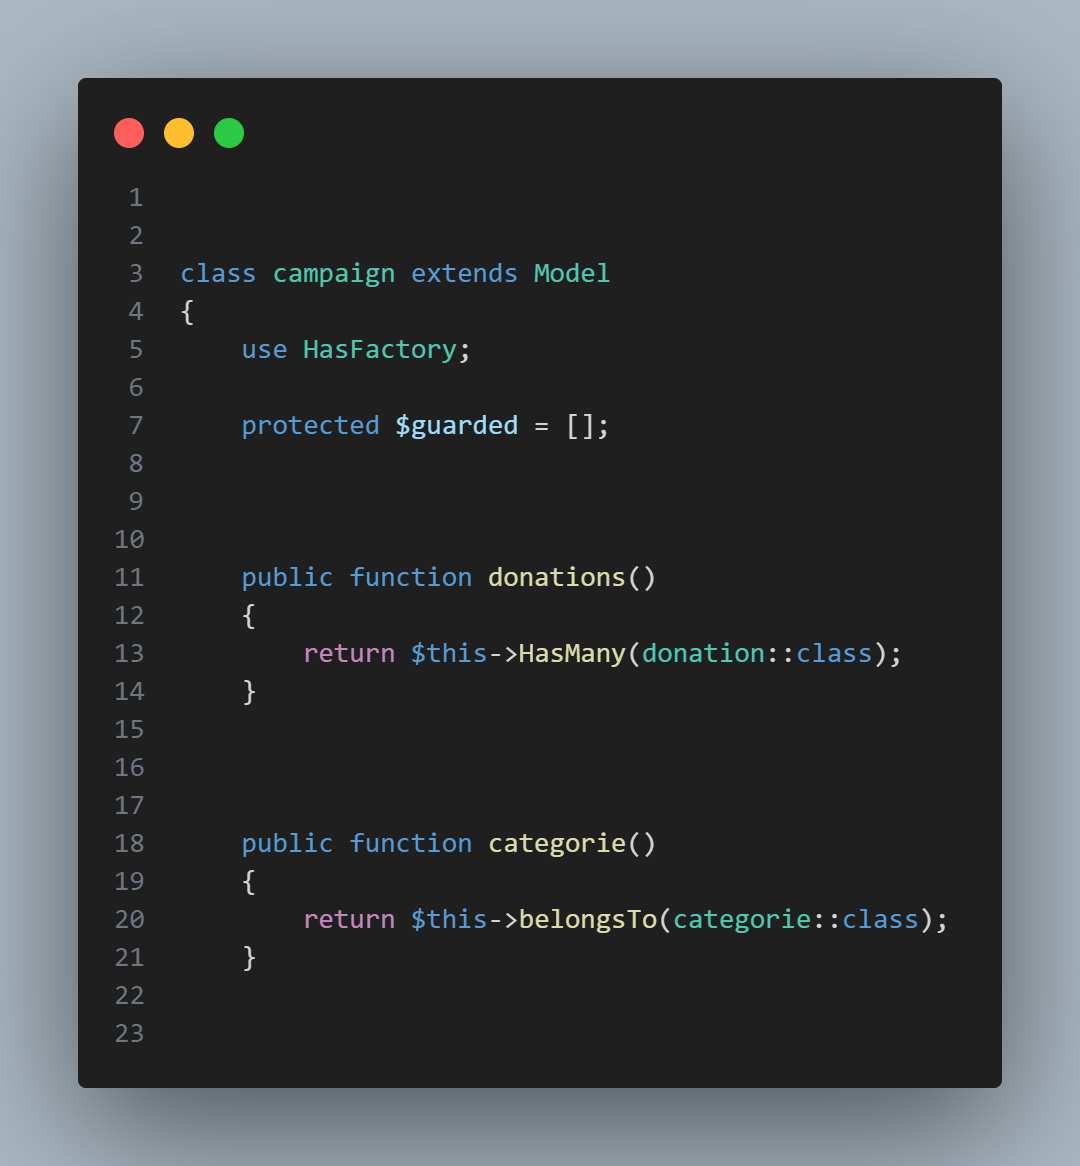 1
2
3 class campaign extends Model
4 {
5     use HasFactory;
6
7     protected $guarded = [];
8
9
10
11     public function donations()
12     {
13         return $this->HasMany(donation::class);
14     }
15
16
17
18     public function categorie()
19     {
20         return $this->belongsTo(categorie::class);
21     }
22
23